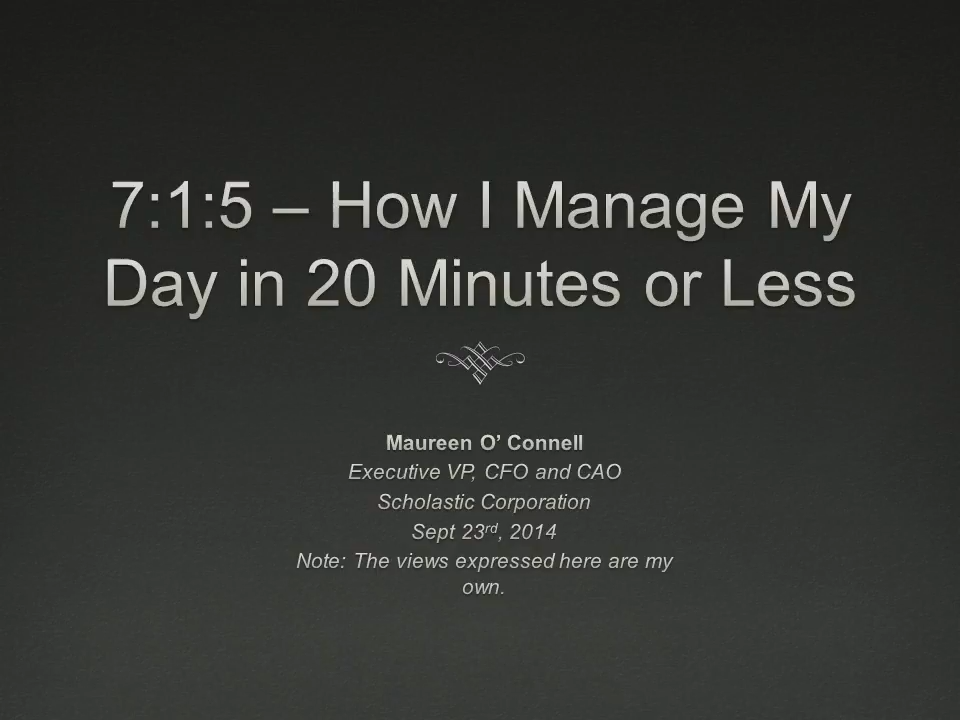 7:1:5 – How I Manage My
Day in 20 Minutes or Less
Maureen O’ Connell
Executive VP, CFO and CAO
Scholastic Corporation
Sept 23rd, 2014
Note: The views expressed here are my
own.